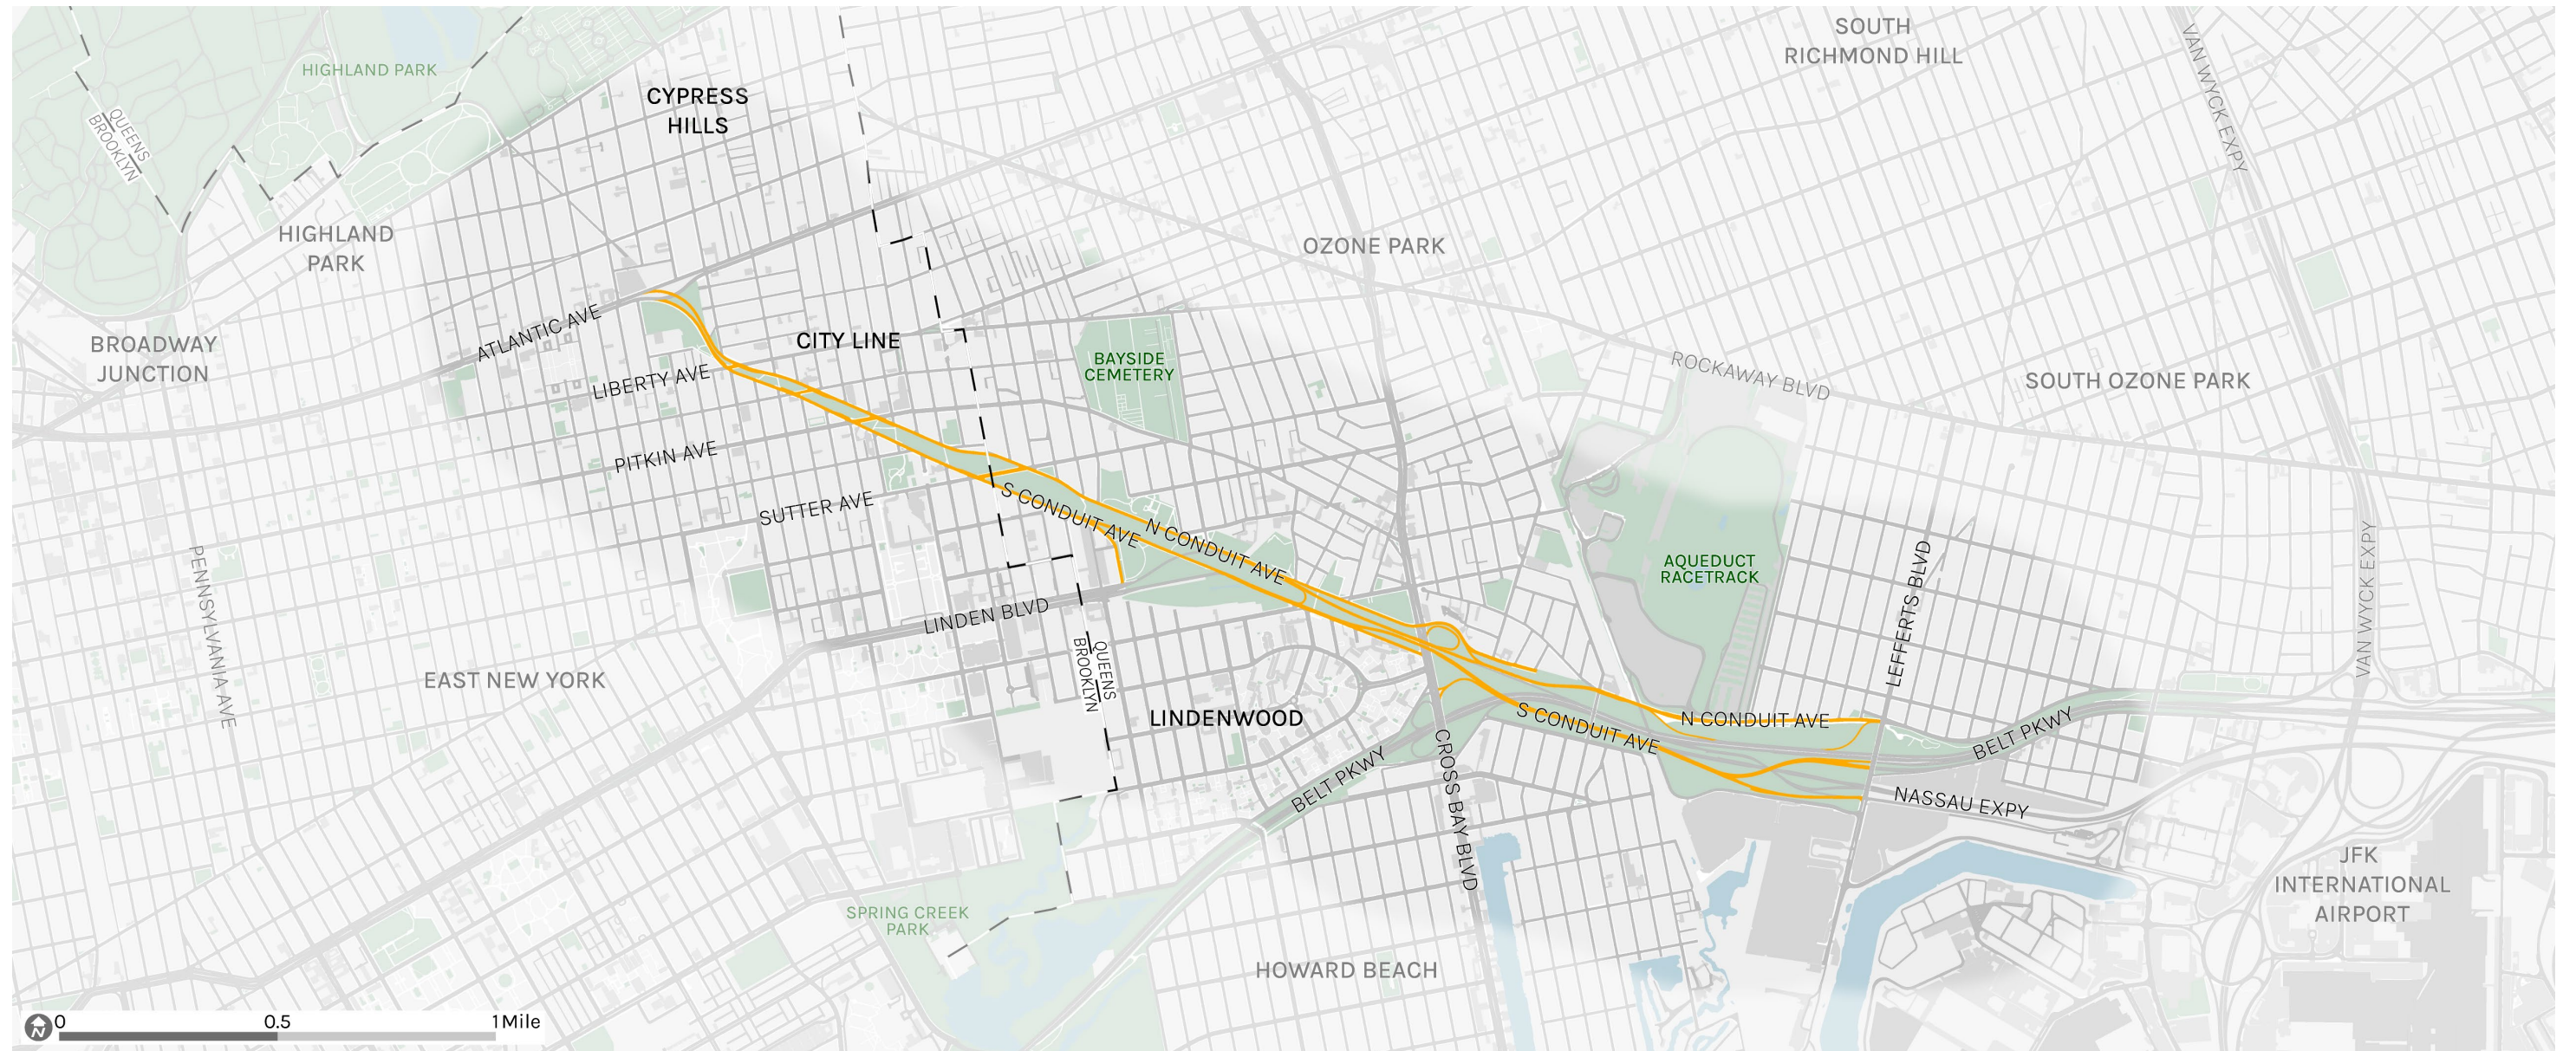 SOUTH
RICHMOND HILL
VAN WYCK EXPY
HIGHLAND PARK
CYPRESS
HILLS
QUEENS
BROOKLYN
HIGHLAND
PARK
OZONE PARK
ATLANTIC AVE
BROADWAY
JUNCTION
CITY LINE
BAYSIDE
CEMETERY
ROCKAWAY BLVD
SOUTH OZONE PARK
LIBERTY AVE
PITKIN AVE
SUTTER AVE
S CONDUIT AVE
N CONDUIT AVE
AQUEDUCT
RACETRACK
LEFFERTS BLVD
VAN WYCK EXPY
PENNSYLVANIA AVE
LINDEN BLVD
EAST NEW YORK
QUEENS
BROOKLYN
LINDENWOOD
S CONDUIT AVE
N CONDUIT AVE
BELT PKWY
BELT PKWY
CROSS BAY BLVD
NASSAU EXPY
JFK
INTERNATIONAL
AIRPORT
SPRING CREEK
PARK
HOWARD BEACH
N
0 0.5 1 Mile